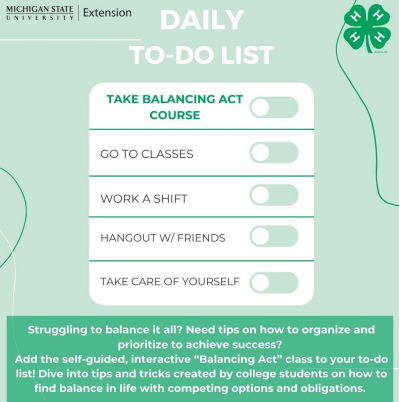 MICHIGAN STATE
UNIVERSITY
Extension
DAILY
TO-DO LIST
H H
H H
TAKE BALANCING ACT
COURSE
GO TO CLASSES
WORK A SHIFT
HANGOUT W/ FRIENDS
TAKE CARE OF YOURSELF
Struggling to balance it all? Need tips on how to organize and
prioritize to achieve success?
Add the self-guided, interactive “Balancing Act” class to your to-do
list! Dive into tips and tricks created by college students on how to
find balance in life with competing options and obligations.